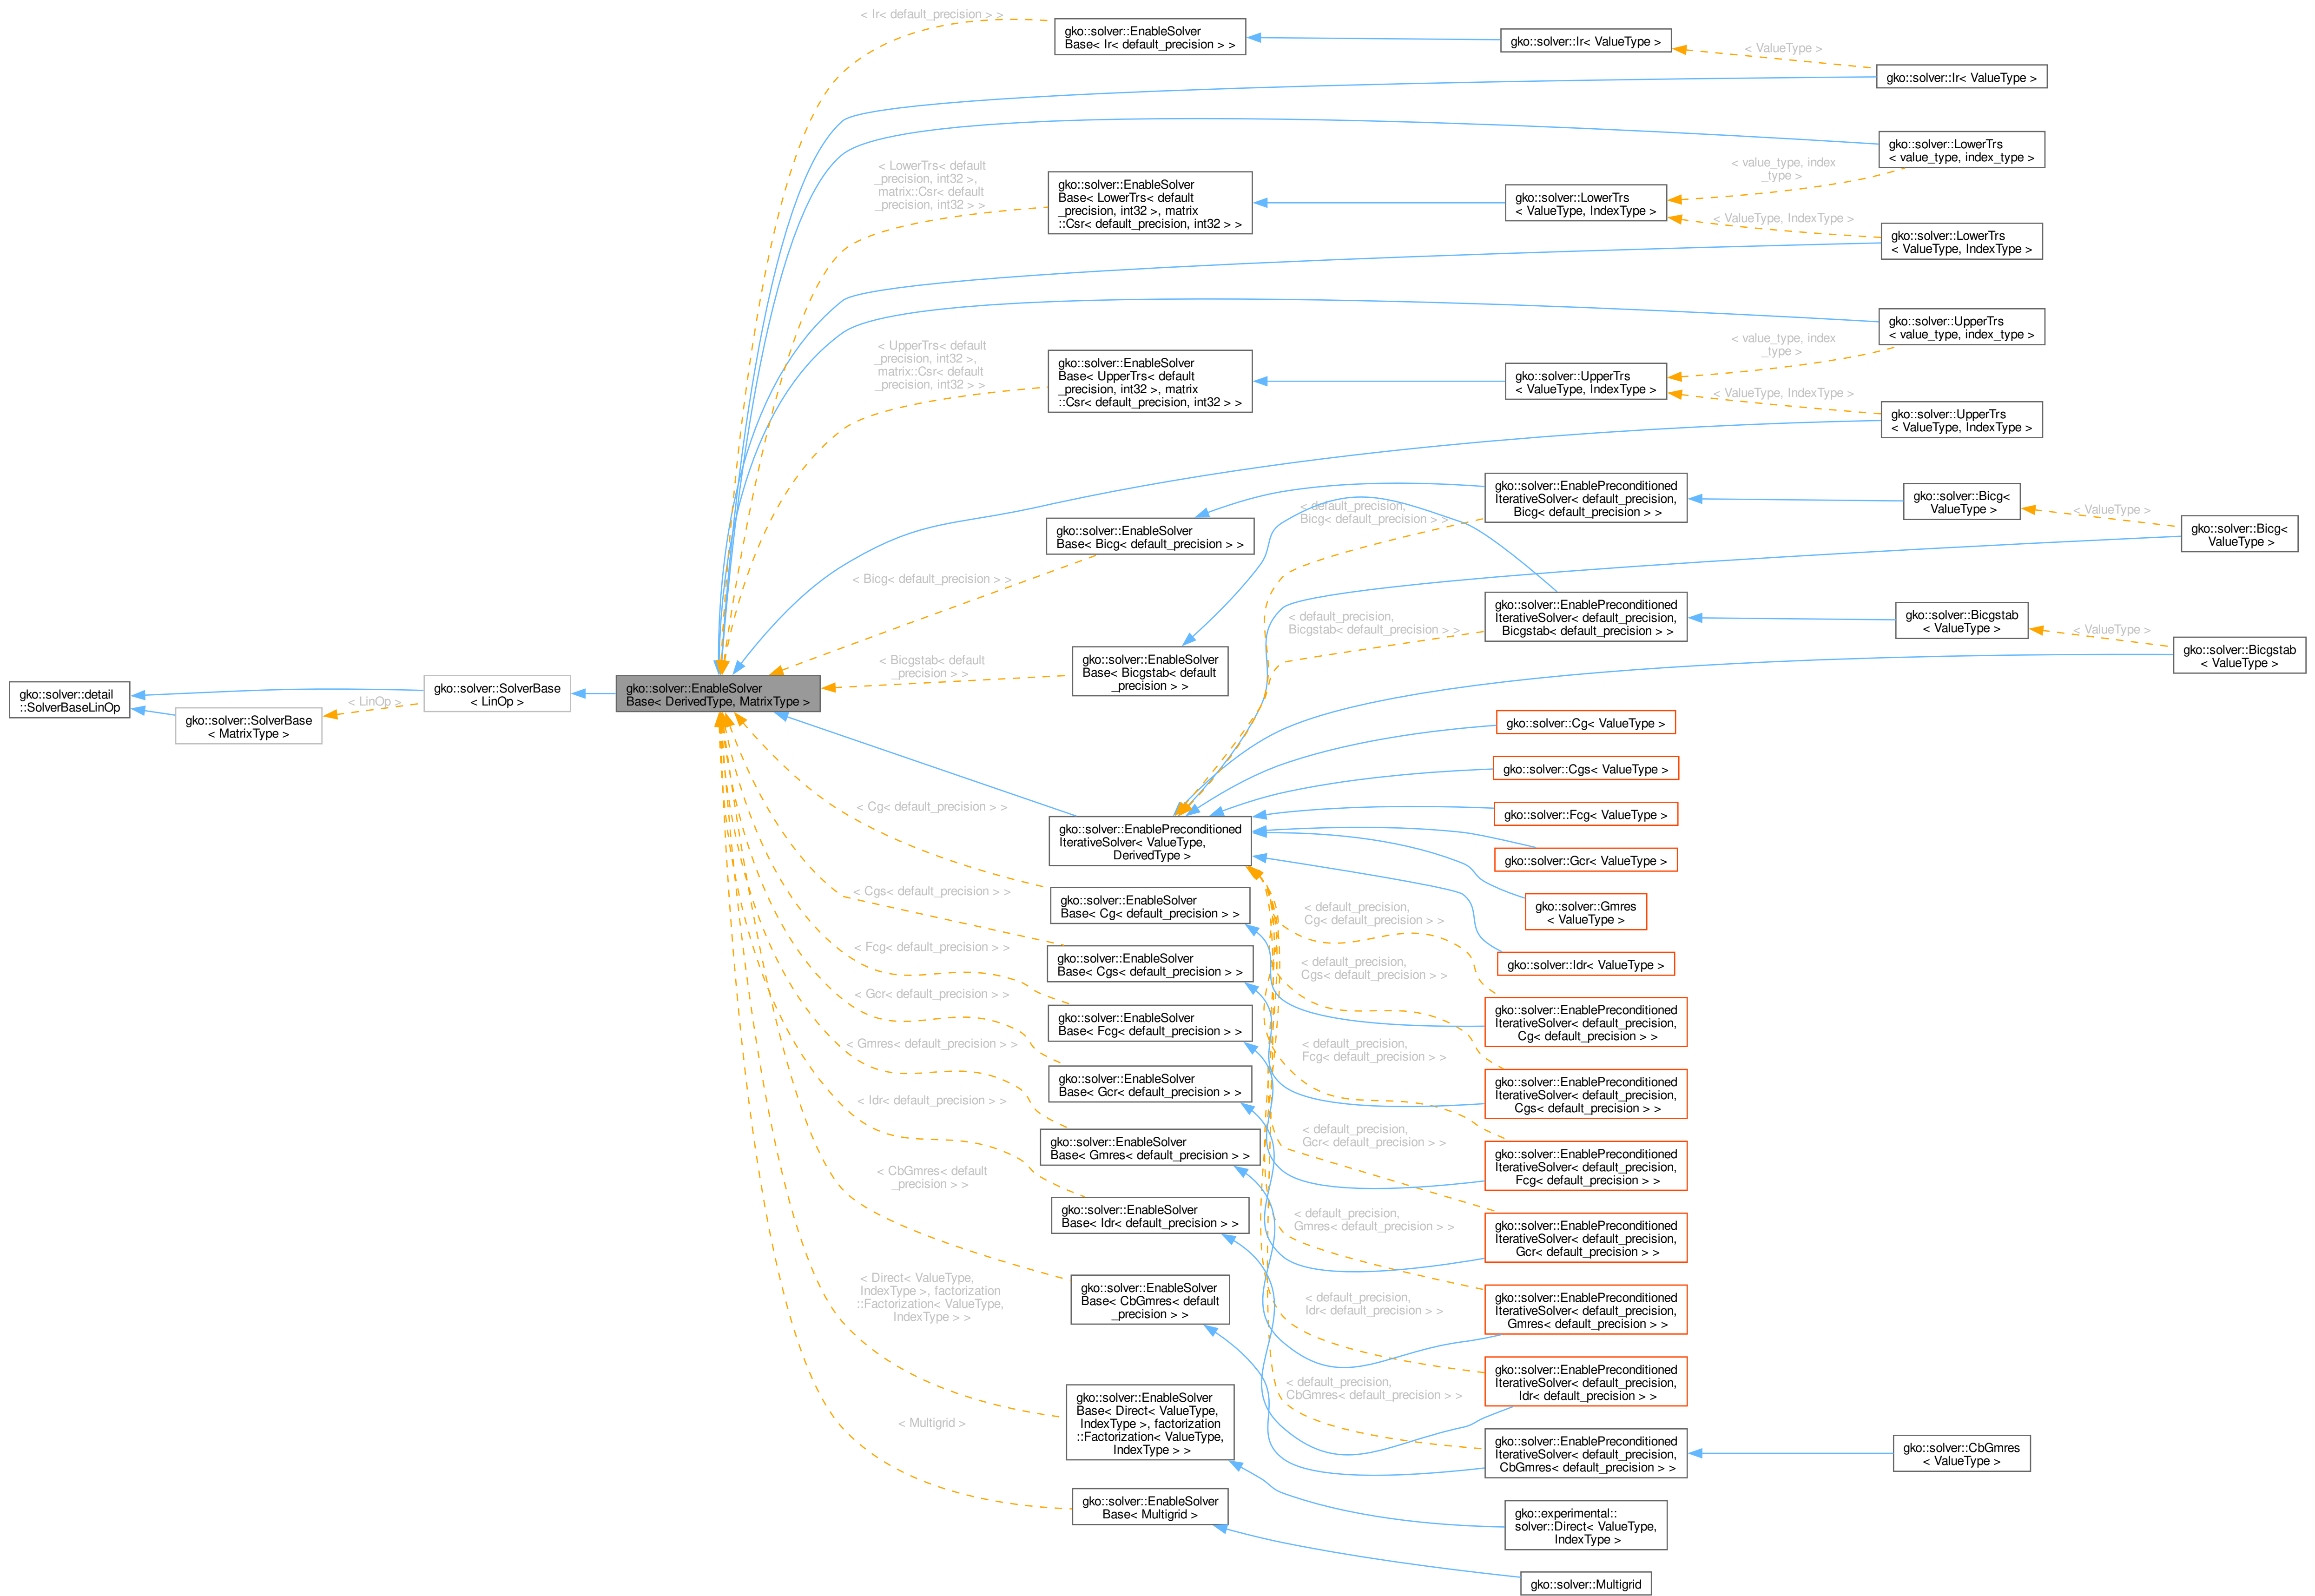 gko::solver::detail
::SolverBaseLinOp
gko::solver::SolverBase
< MatrixType >
< LinOp >
gko::solver::SolverBase
< LinOp >
gko::solver::EnableSolver
Base< DerivedType, MatrixType >
< Ir< default_precision > >
< LowerTrs< default
_precision, int32 >,
matrix::Csr< default
_precision, int32 > >
< UpperTrs< default
_precision, int32 >,
matrix::Csr< default
_precision, int32 > >
< Bicg< default_precision > >
< Bicgstab< default
_precision > >
< Cg< default_precision > >
< Cgs< default_precision > >
< Fcg< default_precision > >
< Gcr< default_precision > >
< Gmres< default_precision > >
< Idr< default_precision > >
< CbGmres< default
_precision > >
< Direct< ValueType,
IndexType >, factorization
::Factorization< ValueType,
IndexType > >
< Multigrid >
gko::solver::EnableSolver
Base< Ir< default_precision > >
gko::solver::EnableSolver
Base< LowerTrs< default
_precision, int32 >, matrix
::Csr< default_precision, int32 > >
gko::solver::EnableSolver
Base< UpperTrs< default
_precision, int32 >, matrix
::Csr< default_precision, int32 > >
gko::solver::EnableSolver
Base< Bicg< default_precision > >
gko::solver::EnableSolver
Base< Bicgstab< default
_precision > >
gko::solver::EnablePreconditioned
IterativeSolver< ValueType,
DerivedType >
gko::solver::EnableSolver
Base< Cg< default_precision > >
gko::solver::EnableSolver
Base< Cgs< default_precision > >
gko::solver::EnableSolver
Base< Fcg< default_precision > >
gko::solver::EnableSolver
Base< Gcr< default_precision > >
gko::solver::EnableSolver
Base< Gmres< default_precision > >
gko::solver::EnableSolver
Base< Idr< default_precision > >
gko::solver::EnableSolver
Base< CbGmres< default
_precision > >
gko::solver::EnableSolver
Base< Direct< ValueType,
IndexType >, factorization
::Factorization< ValueType,
IndexType > >
gko::solver::EnableSolver
Base< Multigrid >
< default_precision,
Bicg< default_precision > >
< default_precision,
Bicgstab< default_precision > >
< default_precision,
Cg< default_precision > >
< default_precision,
Cgs< default_precision > >
< default_precision,
Fcg< default_precision > >
< default_precision,
Gcr< default_precision > >
< default_precision,
Gmres< default_precision > >
< default_precision,
Idr< default_precision > >
< default_precision,
CbGmres< default_precision > >
gko::solver::Ir< ValueType >
gko::solver::LowerTrs
< ValueType, IndexType >
gko::solver::UpperTrs
< ValueType, IndexType >
gko::solver::EnablePreconditioned
IterativeSolver< default_precision,
Bicg< default_precision > >
gko::solver::EnablePreconditioned
IterativeSolver< default_precision,
Bicgstab< default_precision > >
gko::solver::Cg< ValueType >
gko::solver::Cgs< ValueType >
gko::solver::Fcg< ValueType >
gko::solver::Gcr< ValueType >
gko::solver::Gmres
< ValueType >
gko::solver::Idr< ValueType >
gko::solver::EnablePreconditioned
IterativeSolver< default_precision,
Cg< default_precision > >
gko::solver::EnablePreconditioned
IterativeSolver< default_precision,
Cgs< default_precision > >
gko::solver::EnablePreconditioned
IterativeSolver< default_precision,
Fcg< default_precision > >
gko::solver::EnablePreconditioned
IterativeSolver< default_precision,
Gcr< default_precision > >
gko::solver::EnablePreconditioned
IterativeSolver< default_precision,
Gmres< default_precision > >
gko::solver::EnablePreconditioned
IterativeSolver< default_precision,
Idr< default_precision > >
gko::solver::EnablePreconditioned
IterativeSolver< default_precision,
CbGmres< default_precision > >
gko::experimental::
solver::Direct< ValueType,
IndexType >
gko::solver::Multigrid
< ValueType >
< value_type, index
_type >
< ValueType, IndexType >
< value_type, index
_type >
< ValueType, IndexType >
gko::solver::Ir< ValueType >
gko::solver::LowerTrs
< value_type, index_type >
gko::solver::LowerTrs
< ValueType, IndexType >
gko::solver::UpperTrs
< value_type, index_type >
gko::solver::UpperTrs
< ValueType, IndexType >
gko::solver::Bicg<
ValueType >
gko::solver::Bicgstab
< ValueType >
gko::solver::CbGmres
< ValueType >
< ValueType >
< ValueType >
gko::solver::Bicg<
ValueType >
gko::solver::Bicgstab
< ValueType >